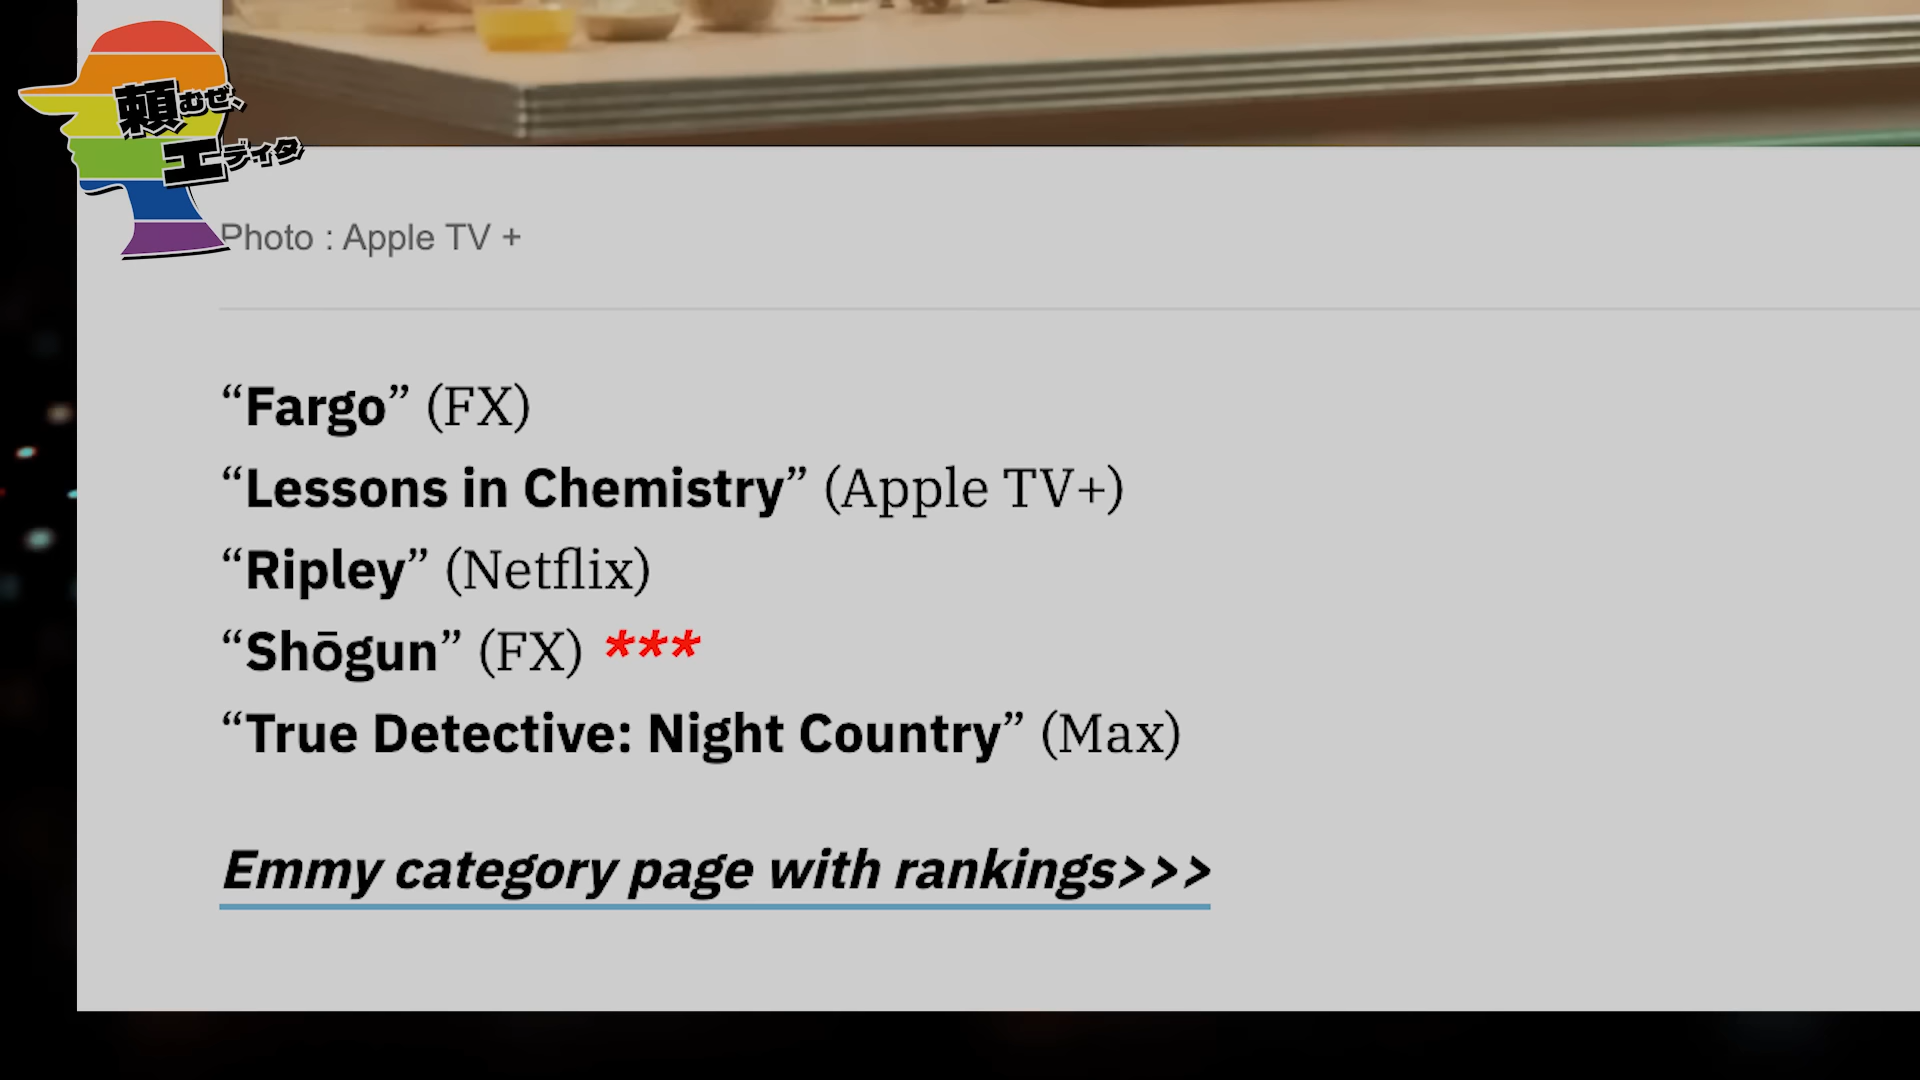 頼むぜ、
エディタ
Photo : Apple TV +
“Fargo” (FX)
“Lessons in Chemistry” (Apple TV+)
“Ripley” (Netflix)
“Shōgun” (FX) ***
“True Detective: Night Country” (Max)
Emmy category page with rankings>>>